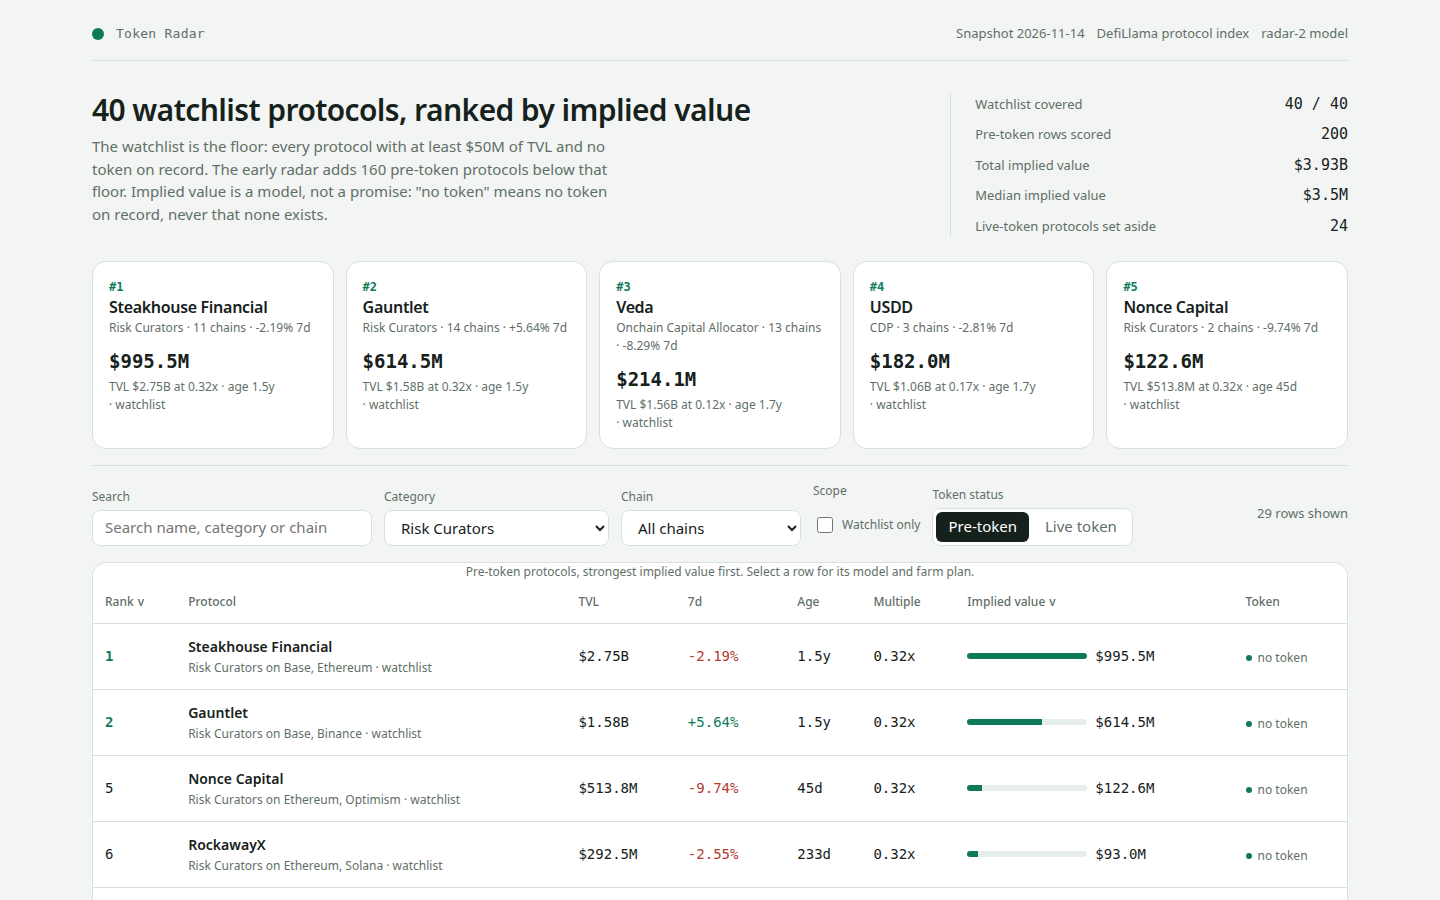 Token Radar
Snapshot 2026-11-14 DefiLlama protocol index radar-2 model
40 watchlist protocols, ranked by implied value
The watchlist is the floor: every protocol with at least $50M of TVL and no
token on record. The early radar adds 160 pre-token protocols below that
floor. Implied value is a model, not a promise: "no token" means no token
on record, never that none exists.
Watchlist covered 40 / 40
Pre-token rows scored 200
Total implied value $3.93B
Median implied value $3.5M
Live-token protocols set aside 24
#1
Steakhouse Financial
Risk Curators · 11 chains · -2.19% 7d
$995.5M
TVL $2.75B at 0.32x · age 1.5y
· watchlist
#2
Gauntlet
Risk Curators · 14 chains · +5.64% 7d
$614.5M
TVL $1.58B at 0.32x · age 1.5y
· watchlist
#3
Veda
Onchain Capital Allocator · 13 chains
· -8.29% 7d
$214.1M
TVL $1.56B at 0.12x · age 1.7y
· watchlist
#4
USDD
CDP · 3 chains · -2.81% 7d
$182.0M
TVL $1.06B at 0.17x · age 1.7y
· watchlist
#5
Nonce Capital
Risk Curators · 2 chains · -9.74% 7d
$122.6M
TVL $513.8M at 0.32x · age 45d
· watchlist
Search
Search name, category or chain
Category
Risk Curators
Chain
All chains
Scope
Watchlist only
Token status
Pre-token Live token
29 rows shown
Pre-token protocols, strongest implied value first. Select a row for its model and farm plan.
Rank v Protocol TVL 7d Age Multiple Implied value v Token
1 Steakhouse Financial $2.75B -2.19% 1.5y 0.32x $995.5M no token
Risk Curators on Base, Ethereum · watchlist
2 Gauntlet $1.58B +5.64% 1.5y 0.32x $614.5M no token
Risk Curators on Base, Binance · watchlist
5 Nonce Capital $513.8M -9.74% 45d 0.32x $122.6M no token
Risk Curators on Ethereum, Optimism · watchlist
6 RockawayX $292.5M -2.55% 233d 0.32x $93.0M no token
Risk Curators on Ethereum, Solana · watchlist